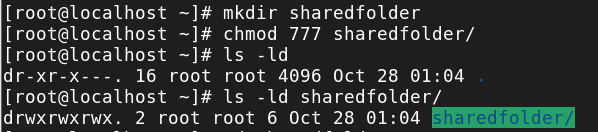 [root@localhost ~]# mkdir sharedfolder
[root@localhost ~]# chmod 777 sharedfolder/
[root@localhost ~]# ls -ld
dr-xr-x---. 16 root root 4096 Oct 28 01:04 .
[root@localhost ~]# ls -ld sharedfolder/
drwxrwxrwx. 2 root root 6 Oct 28 01:04 sharedfolder/